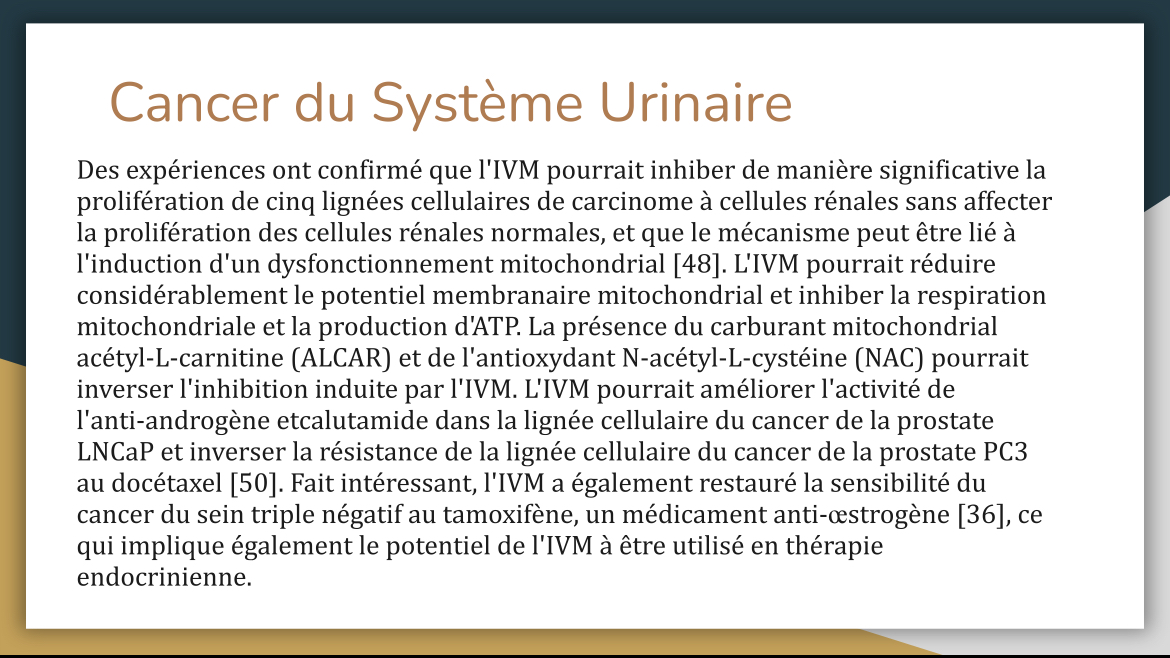 Cancer du Système Urinaire
Des expériences ont confirmé que l'IVM pourrait inhiber de manière significative la
prolifération de cinq lignées cellulaires de carcinome à cellules rénales sans affecter
la prolifération des cellules rénales normales, et que le mécanisme peut être lié à
l'induction d'un dysfonctionnement mitochondrial [48]. L'IVM pourrait réduire
considérablement le potentiel membranaire mitochondrial et inhiber la respiration
mitochondriale et la production d'ATP. La présence du carburant mitochondrial
acétyl-L-carnitine (ALCAR) et de l'antioxydant N-acétyl-L-cystéine (NAC) pourrait
inverser l'inhibition induite par l'IVM. L'IVM pourrait améliorer l'activité de
l'anti-androgène etcalutamide dans la lignée cellulaire du cancer de la prostate
LNCaP et inverser la résistance de la lignée cellulaire du cancer de la prostate PC3
au docétaxel [50]. Fait intéressant, l'IVM a également restauré la sensibilité du
cancer du sein triple négatif au tamoxifène, un médicament anti-œstrogène [36], ce
qui implique également le potentiel de l'IVM à être utilisé en thérapie
endocrinienne.